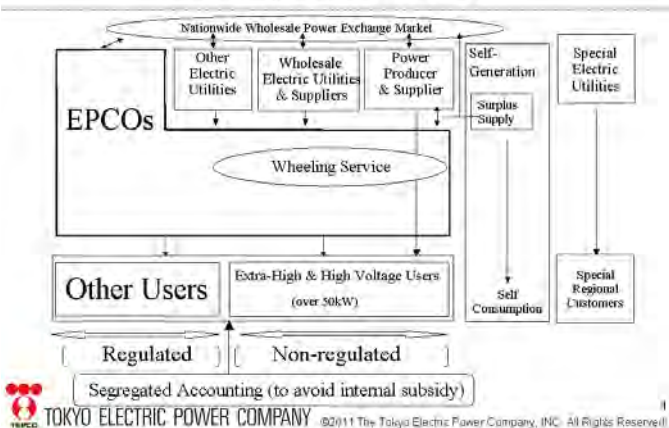 Nationwide Wholesale Power Exchange Market
Other
Electric
Utilities
Wholesale
Electric Utilities
& Suppliers
Power
Producer
& Supplier
Self-
Generation
Surplus
Supply
Special
Electric
Utilities
EPCOs
Wheeling Service
Other Users
Extra-High & High Voltage Users
(over 50kW)
Self
Consumption
Special
Regional
Customers
Regulated
Non-regulated
Segregated Accounting (to avoid internal subsidy)
TEPCO
TOKYO ELECTRIC POWER COMPANY
©2011 The Tokyo Electric Power Company, INC. All Rights Reserved